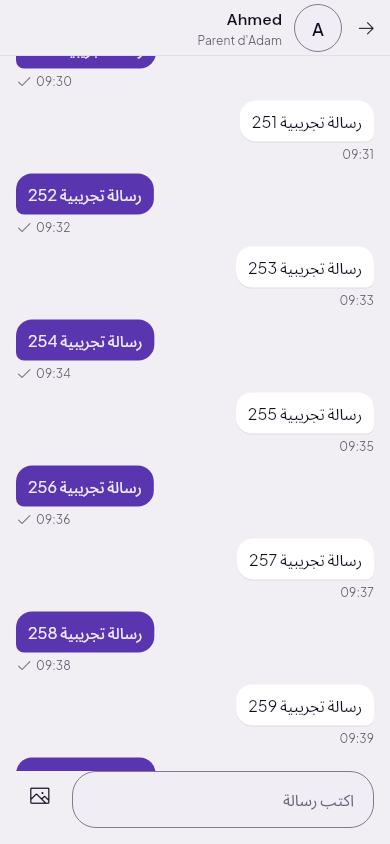 Ahmed
A
Parent d'Adam
09:30
رسالة تجريبية 251
09:31
رسالة تجريبية 252
09:32
رسالة تجريبية 253
09:33
رسالة تجريبية 254
09:34
رسالة تجريبية 255
09:35
رسالة تجريبية 256
09:36
رسالة تجريبية 257
09:37
رسالة تجريبية 258
09:38
رسالة تجريبية 259
09:39
اكتب رسالة